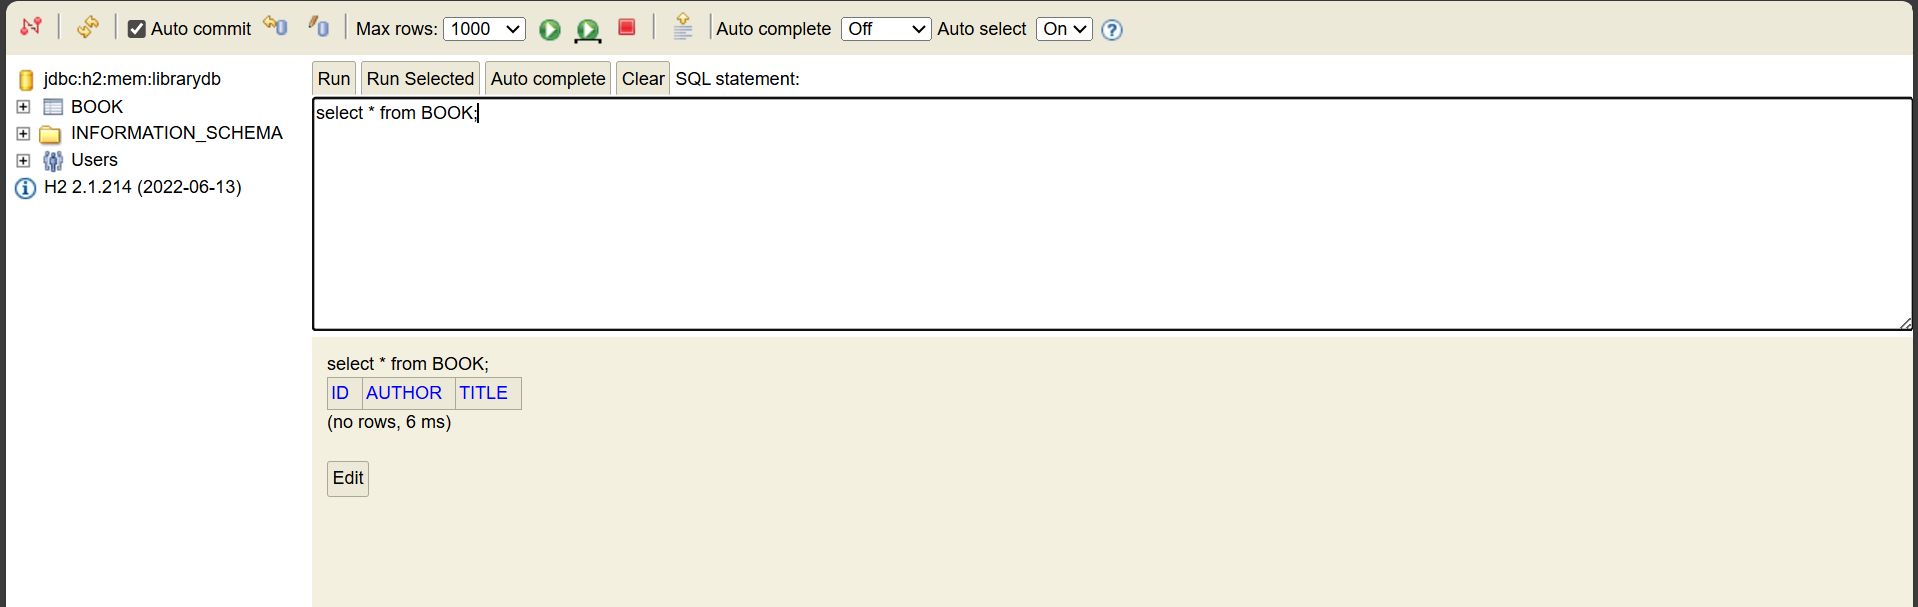 Auto commit Max rows: 1000 Auto complete Off Auto select On ?
jdbc:h2:mem:librarydb
BOOK
INFORMATION_SCHEMA
Users
H2 2.1.214 (2022-06-13)
Run Run Selected Auto complete Clear SQL statement:
select * from BOOK;
select * from BOOK;
ID AUTHOR TITLE
(no rows, 6 ms)
Edit